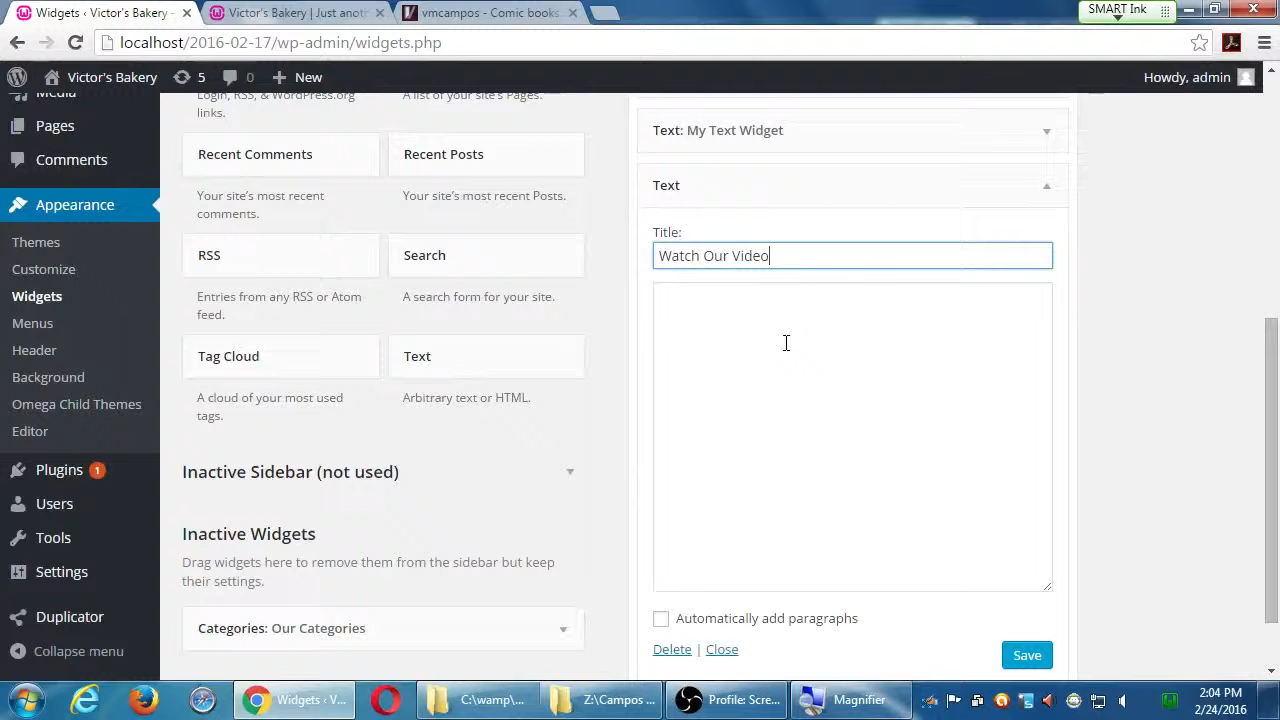 Widgets ‹ Victor's Bakery -
Victor's Bakery | Just anoth
vmcampos - Comic books
SMART Ink
localhost/2016-02-17/wp-admin/widgets.php
Victor's Bakery
5
0
New
Howdy, admin
Media
Pages
Comments
Appearance
Themes
Customize
Widgets
Menus
Header
Background
Omega Child Themes
Editor
Plugins 1
Users
Tools
Settings
Duplicator
Collapse menu
Login, RSS, & WordPress.org
links.
A list of your site's Pages.
Recent Comments
Recent Posts
Your site's most recent
comments.
Your site's most recent Posts.
RSS
Search
Entries from any RSS or Atom
feed.
A search form for your site.
Tag Cloud
Text
A cloud of your most used
tags.
Arbitrary text or HTML.
Inactive Sidebar (not used)
Inactive Widgets
Drag widgets here to remove them from the sidebar but keep
their settings.
Categories: Our Categories
Text: My Text Widget
Text
Title:
Watch Our Video
Automatically add paragraphs
Delete | Close
Save
Widgets ‹ V...
C:\wamp\...
Z:\Campos ...
Profile: Scre...
Magnifier
2:04 PM
2/24/2016